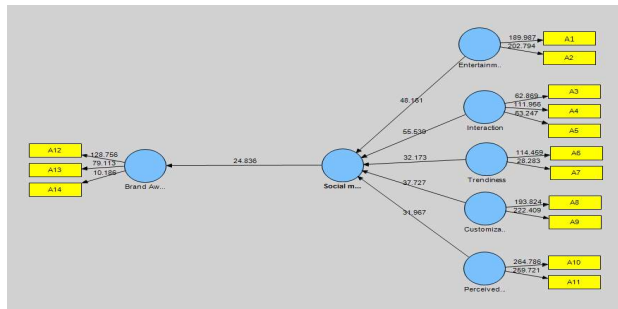 189.987
A1
202.794
A2
Entertainm..
48.161
62.869
A3
111.966
A4
63.247
A5
Interaction
55.539
A12
128.756
79.113
A13
10.186
A14
Brand Aw..
24.836
Social m...
32.173
114.459
A6
28.283
A7
Trendiness
37.727
193.824
A8
222.409
A9
Customiza..
31.967
264.786
A10
259.721
A11
Perceived..